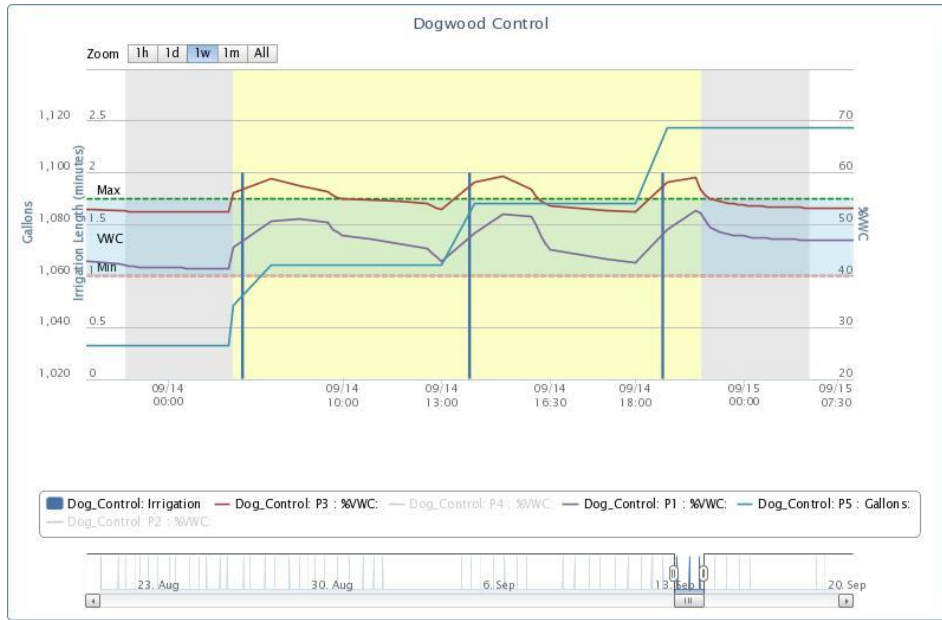 Dogwood Control
Zoom 1h 1d 1w 1m All
1,120 2.5 70
1,100 2 60
Max
1,080 1.5 50
VWC
1,060 1 Min 40
1,040 0.5 30
1,020 0 20
Gallons
Irrigation Length (minutes)
%VWC
09/14 09/14 09/14 09/14 09/14 09/15 09/15
00:00 10:00 13:00 16:30 18:00 00:00 07:30
Dog_Control: Irrigation Dog_Control: P3 : %VWC: Dog_Control: P4 : %VWC: Dog_Control: P1 : %VWC: Dog_Control: P5 : Gallons:
Dog_Control: P2 : %VWC:
23. Aug 30. Aug 6. Sep 13. Sep 20. Sep